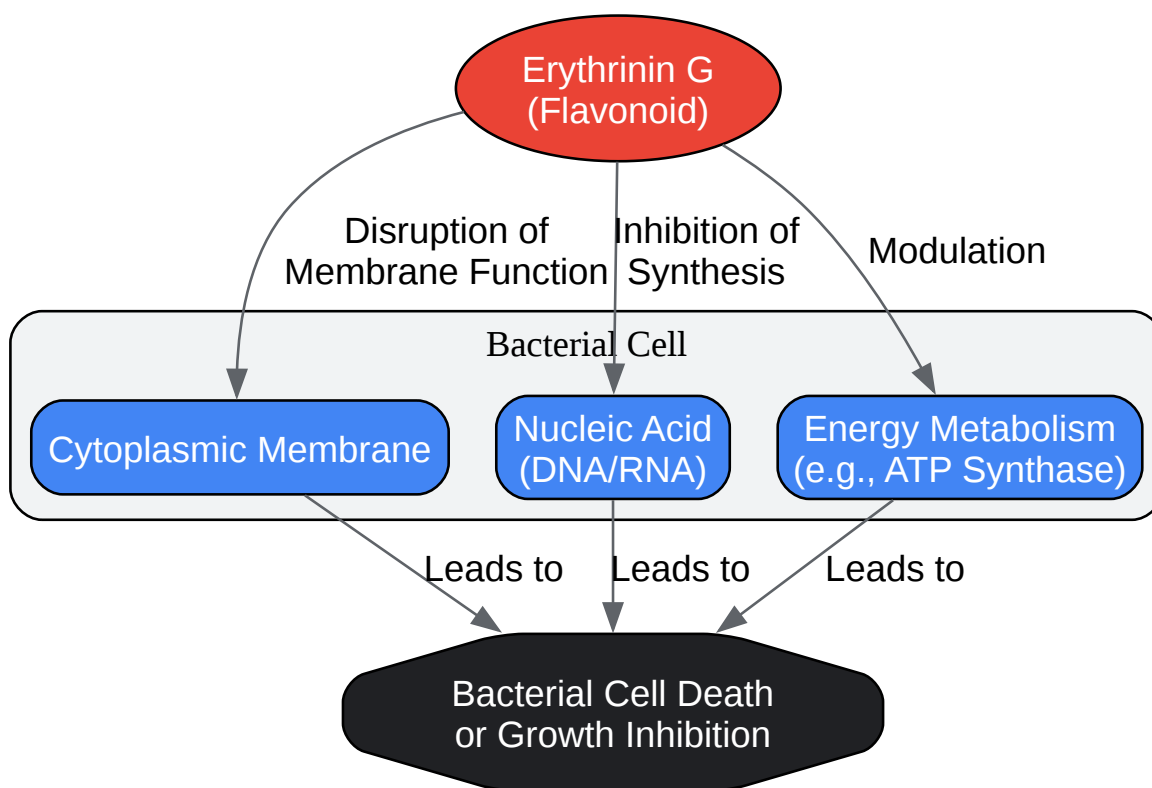 Erythrinin G
(Flavonoid)
Disruption of
Membrane Function
Inhibition of
Synthesis
Modulation
Bacterial Cell
Cytoplasmic Membrane
Nucleic Acid
(DNA/RNA)
Energy Metabolism
(e.g., ATP Synthase)
Leads to
Leads to
Leads to
Bacterial Cell Death
or Growth Inhibition